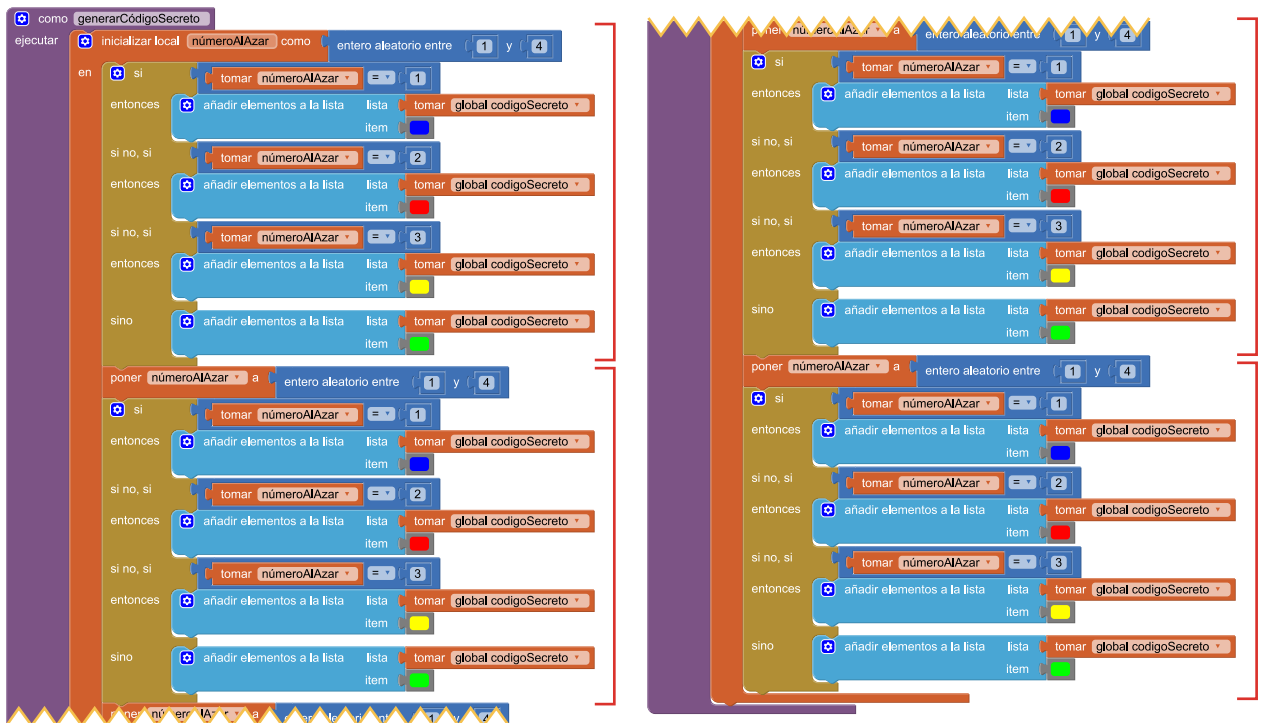 como generarCódigoSecreto
ejecutar inicializar local númeroAlAzar como entero aleatorio entre 1 y 4
en si tomar númeroAlAzar = 1
entonces añadir elementos a la lista lista tomar global codigoSecreto
item
si no, si tomar númeroAlAzar = 2
entonces añadir elementos a la lista lista tomar global codigoSecreto
item
si no, si tomar númeroAlAzar = 3
entonces añadir elementos a la lista lista tomar global codigoSecreto
item
sino añadir elementos a la lista lista tomar global codigoSecreto
item
poner númeroAlAzar a entero aleatorio entre 1 y 4
si tomar númeroAlAzar = 1
entonces añadir elementos a la lista lista tomar global codigoSecreto
item
si no, si tomar númeroAlAzar = 2
entonces añadir elementos a la lista lista tomar global codigoSecreto
item
si no, si tomar númeroAlAzar = 3
entonces añadir elementos a la lista lista tomar global codigoSecreto
item
sino añadir elementos a la lista lista tomar global codigoSecreto
item
poner númeroAlAzar a entero aleatorio entre 1 y 4
si tomar númeroAlAzar = 1
entonces añadir elementos a la lista lista tomar global codigoSecreto
item
si no, si tomar númeroAlAzar = 2
entonces añadir elementos a la lista lista tomar global codigoSecreto
item
si no, si tomar númeroAlAzar = 3
entonces añadir elementos a la lista lista tomar global codigoSecreto
item
sino añadir elementos a la lista lista tomar global codigoSecreto
item
poner númeroAlAzar a entero aleatorio entre 1 y 4
si tomar númeroAlAzar = 1
entonces añadir elementos a la lista lista tomar global codigoSecreto
item
si no, si tomar númeroAlAzar = 2
entonces añadir elementos a la lista lista tomar global codigoSecreto
item
si no, si tomar númeroAlAzar = 3
entonces añadir elementos a la lista lista tomar global codigoSecreto
item
sino añadir elementos a la lista lista tomar global codigoSecreto
item